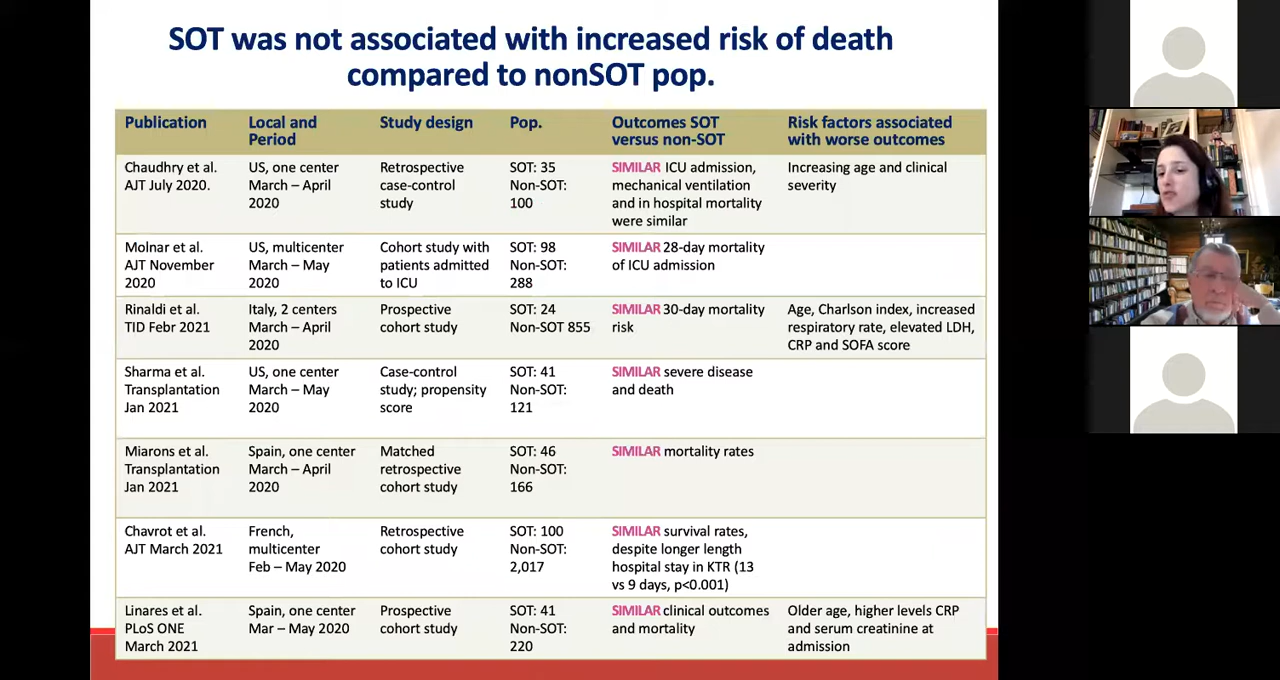 SOT was not associated with increased risk of death
compared to nonSOT pop.
Publication
Local and
Period
Study design
Pop.
Outcomes SOT
versus non-SOT
Risk factors associated
with worse outcomes
Chaudhry et al.
AJT July 2020.
US, one center
March – April
2020
Retrospective
case-control
study
SOT: 35
Non-SOT:
100
SIMILAR ICU admission,
mechanical ventilation
and in hospital mortality
were similar
Increasing age and clinical
severity
Molnar et al.
AJT November
2020
US, multicenter
March – May
2020
Cohort study with
patients admitted
to ICU
SOT: 98
Non-SOT:
288
SIMILAR 28-day mortality
of ICU admission
Rinaldi et al.
TID Febr 2021
Italy, 2 centers
March – April
2020
Prospective
cohort study
SOT: 24
Non-SOT 855
SIMILAR 30-day mortality
risk
Age, Charlson index, increased
respiratory rate, elevated LDH,
CRP and SOFA score
Sharma et al.
Transplantation
Jan 2021
US, one center
March – May
2020
Case-control
study; propensity
score
SOT: 41
Non-SOT:
121
SIMILAR severe disease
and death
Miarons et al.
Transplantation
Jan 2021
Spain, one center
March – April
2020
Matched
retrospective
cohort study
SOT: 46
Non-SOT:
166
SIMILAR mortality rates
Chavrot et al.
AJT March 2021
French,
multicenter
Feb – May 2020
Retrospective
cohort study
SOT: 100
Non-SOT:
2,017
SIMILAR survival rates,
despite longer length
hospital stay in KTR (13
vs 9 days, p<0.001)
Linares et al.
PLoS ONE
March 2021
Spain, one center
Mar – May 2020
Prospective
cohort study
SOT: 41
Non-SOT:
220
SIMILAR clinical outcomes
and mortality
Older age, higher levels CRP
and serum creatinine at
admission